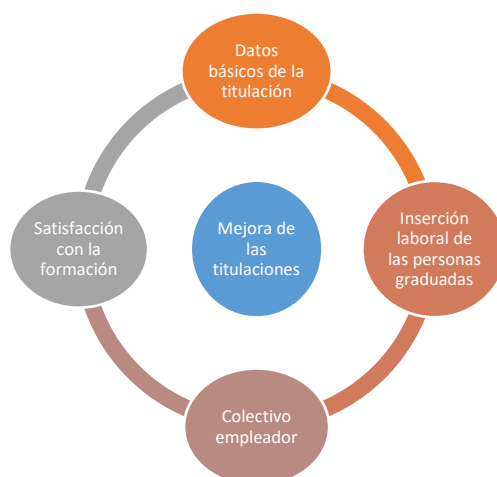 Datos
básicos de la
titulación
Satisfacción
con la
formación
Mejora de
las
titulaciones
Inserción
laboral de
las personas
graduadas
Colectivo
empleador